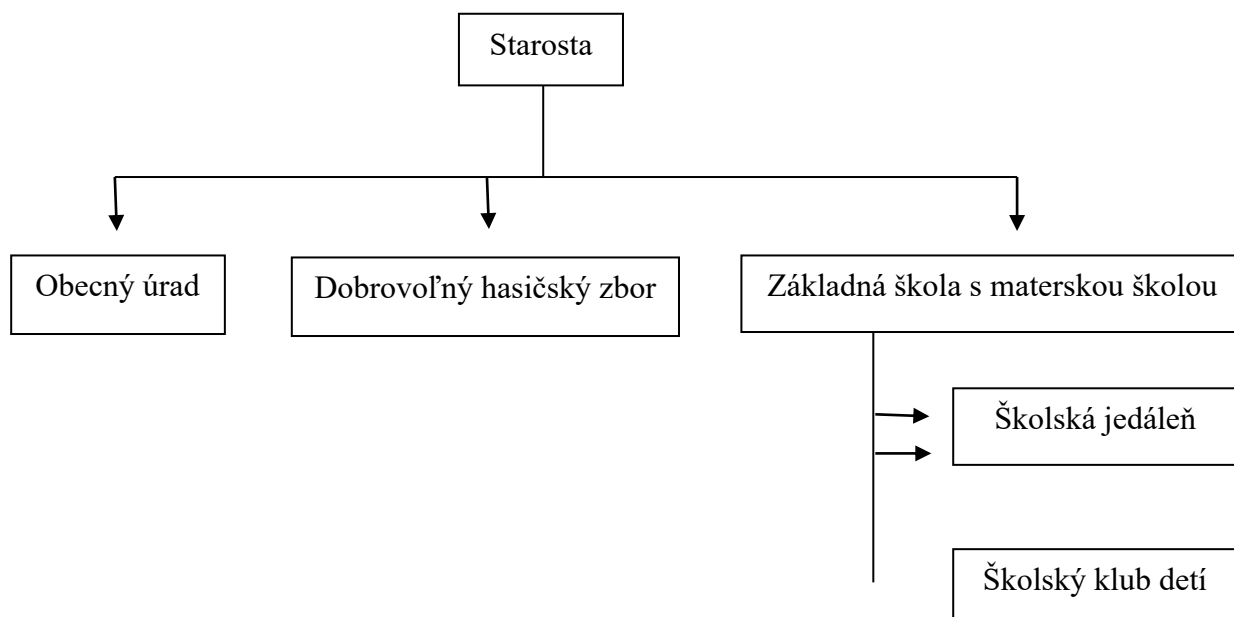 Starosta
Obecný úrad
Dobrovoľný hasičský zbor
Základná škola s materskou školou
Školská jedáleň
Školský klub detí